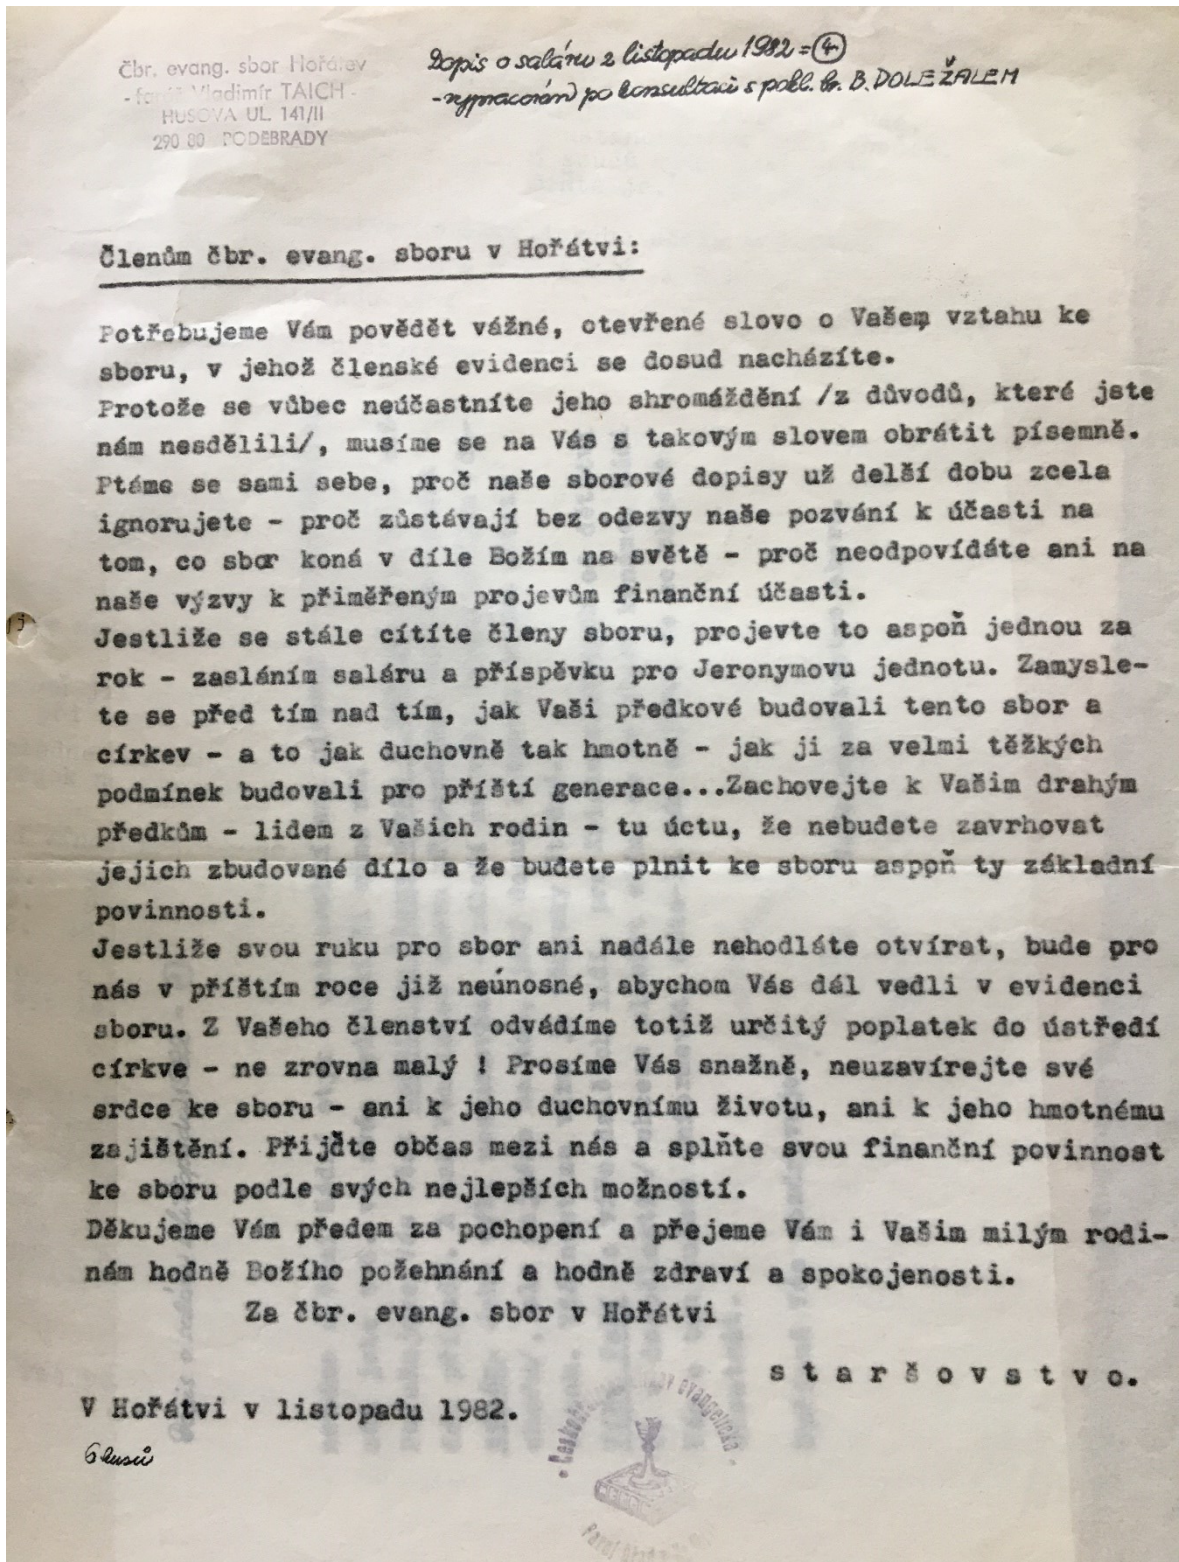 Čbr. evang. sbor Hořátev
- farář Vladimír TAICH -
HUSOVA UL. 141/II
290 80 PODEBRADY
Dopis o saláru z listopadu 1982 = 4
- vypracován po konsultaci s pokl. br. B. DOLEŽALEM
Členům čbr. evang. sboru v Hořátvi:
Potřebujeme Vám povědět vážné, otevřené slovo o Vašem vztahu ke
sboru, v jehož členské evidenci se dosud nacházíte.
Protože se vůbec neúčastníte jeho shromáždění /z důvodů, které jste
nám nesdělili/, musíme se na Vás s takovým slovem obrátit písemně.
Ptáme se sami sebe, proč naše sborové dopisy už delší dobu zcela
ignorujete - proč zůstávají bez odezvy naše pozvání k účasti na
tom, co sbor koná v díle Božím na světě - proč neodpovídáte ani na
naše výzvy k přiměřeným projevům finanční účasti.
Jestliže se stále cítíte členy sboru, projevte to aspoň jednou za
rok - zasláním saláru a příspěvku pro Jeronymovu jednotu. Zamysle-
te se před tím nad tím, jak Vaši předkové budovali tento sbor a
církev - a to jak duchovně tak hmotně - jak ji za velmi těžkých
podmínek budovali pro příští generace...Zachovejte k Vašim drahým
předkům - lidem z Vašich rodin - tu úctu, že nebudete zavrhovat
jejich zbudované dílo a že budete plnit ke sboru aspoň ty základní
povinnosti.
Jestliže svou ruku pro sbor ani nadále nehodláte otvírat, bude pro
nás v příštím roce již neúnosné, abychom Vás dál vedli v evidenci
sboru. Z Vašeho členství odvádíme totiž určitý poplatek do ústředí
církve - ne zrovna malý ! Prosíme Vás snažně, neuzavírejte své
srdce ke sboru - ani k jeho duchovnímu životu, ani k jeho hmotnému
zajištění. Přijďte občas mezi nás a splňte svou finanční povinnost
ke sboru podle svých nejlepších možností.
Děkujeme Vám předem za pochopení a přejeme Vám i Vašim milým rodi-
nám hodně Božího požehnání a hodně zdraví a spokojenosti.
Za čbr. evang. sbor v Hořátvi
staršovstvo.
V Hořátvi v listopadu 1982.
6 kusů
evangelická